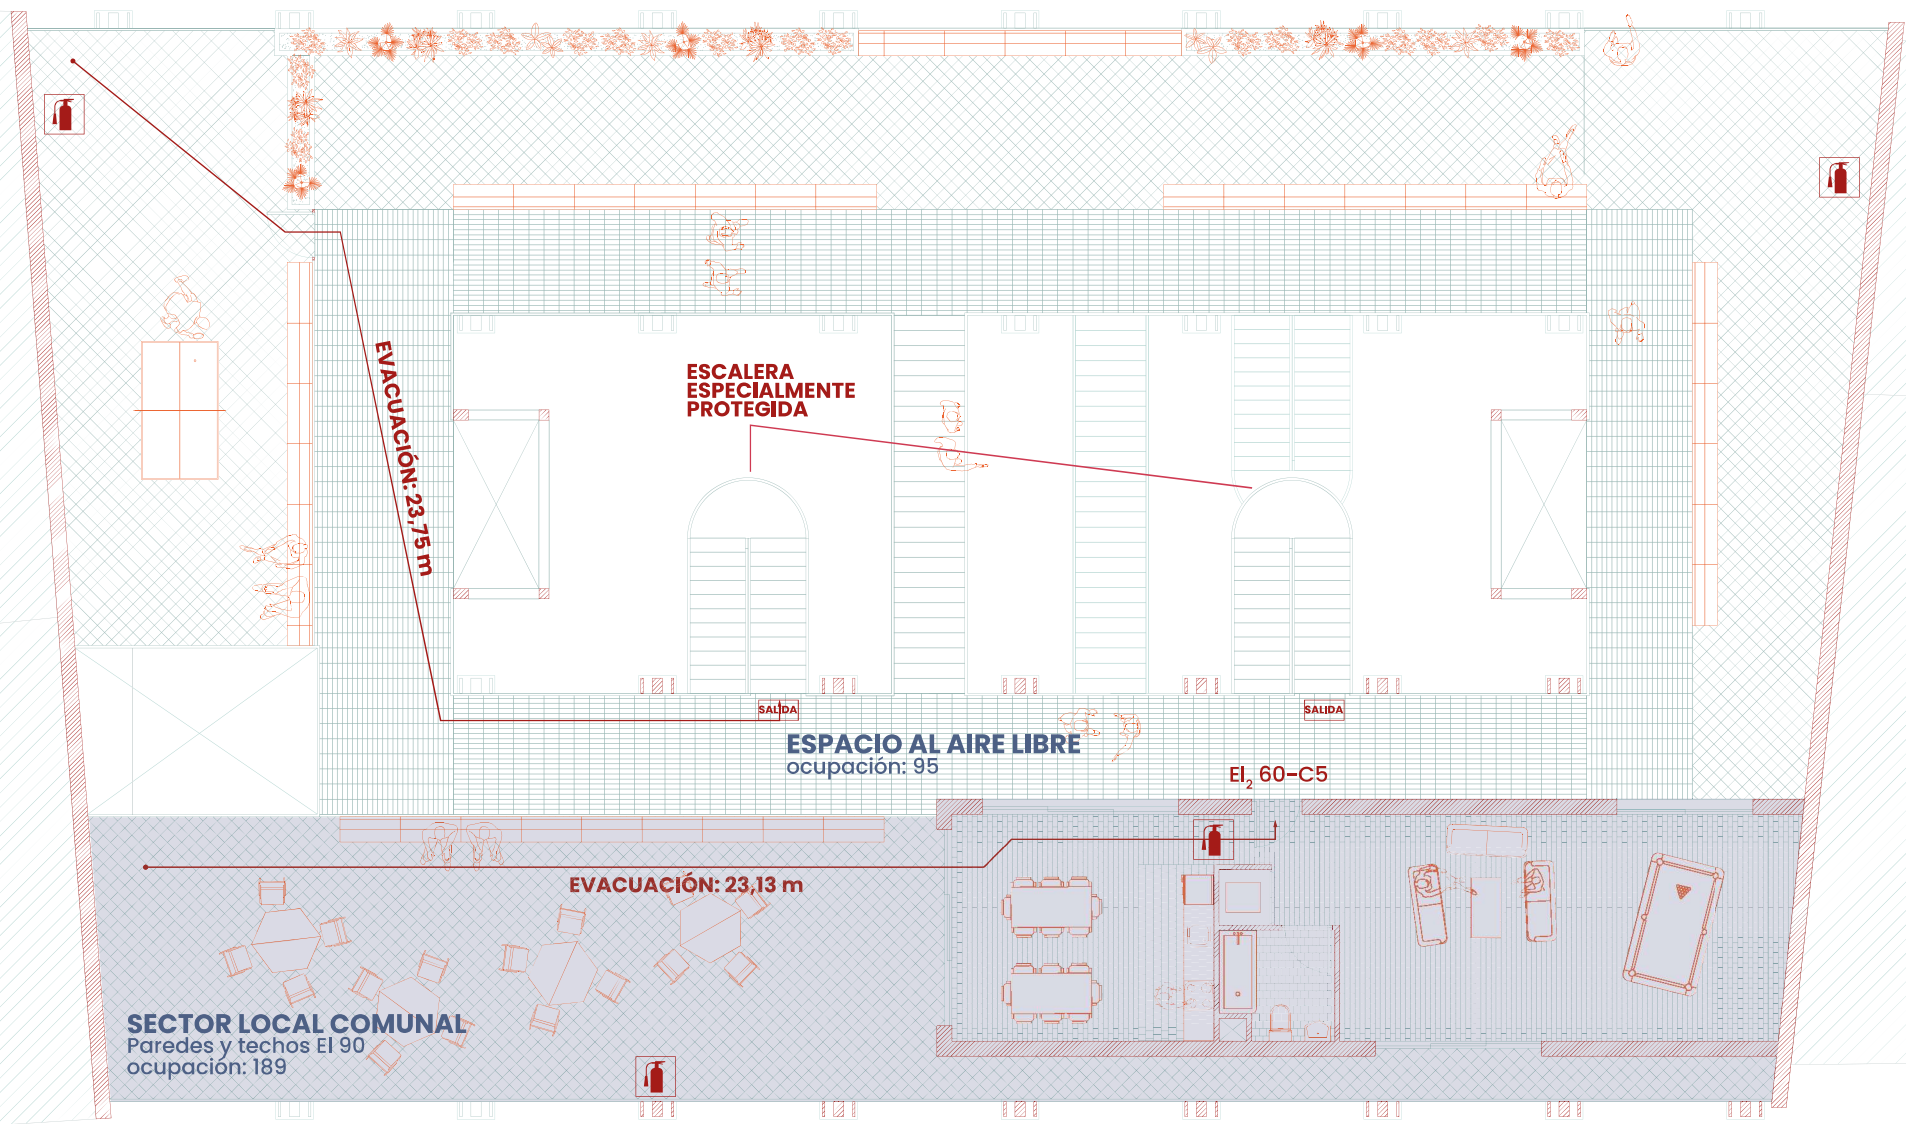 ESCALERA
ESPECIALMENTE
PROTEGIDA
EVACUACIÓN: 23,75 m
SALIDA
SALIDA
ESPACIO AL AIRE LIBRE
ocupación: 95
EI₂ 60-C5
EVACUACIÓN: 23,13 m
SECTOR LOCAL COMUNAL
Paredes y techos EI 90
ocupación: 189